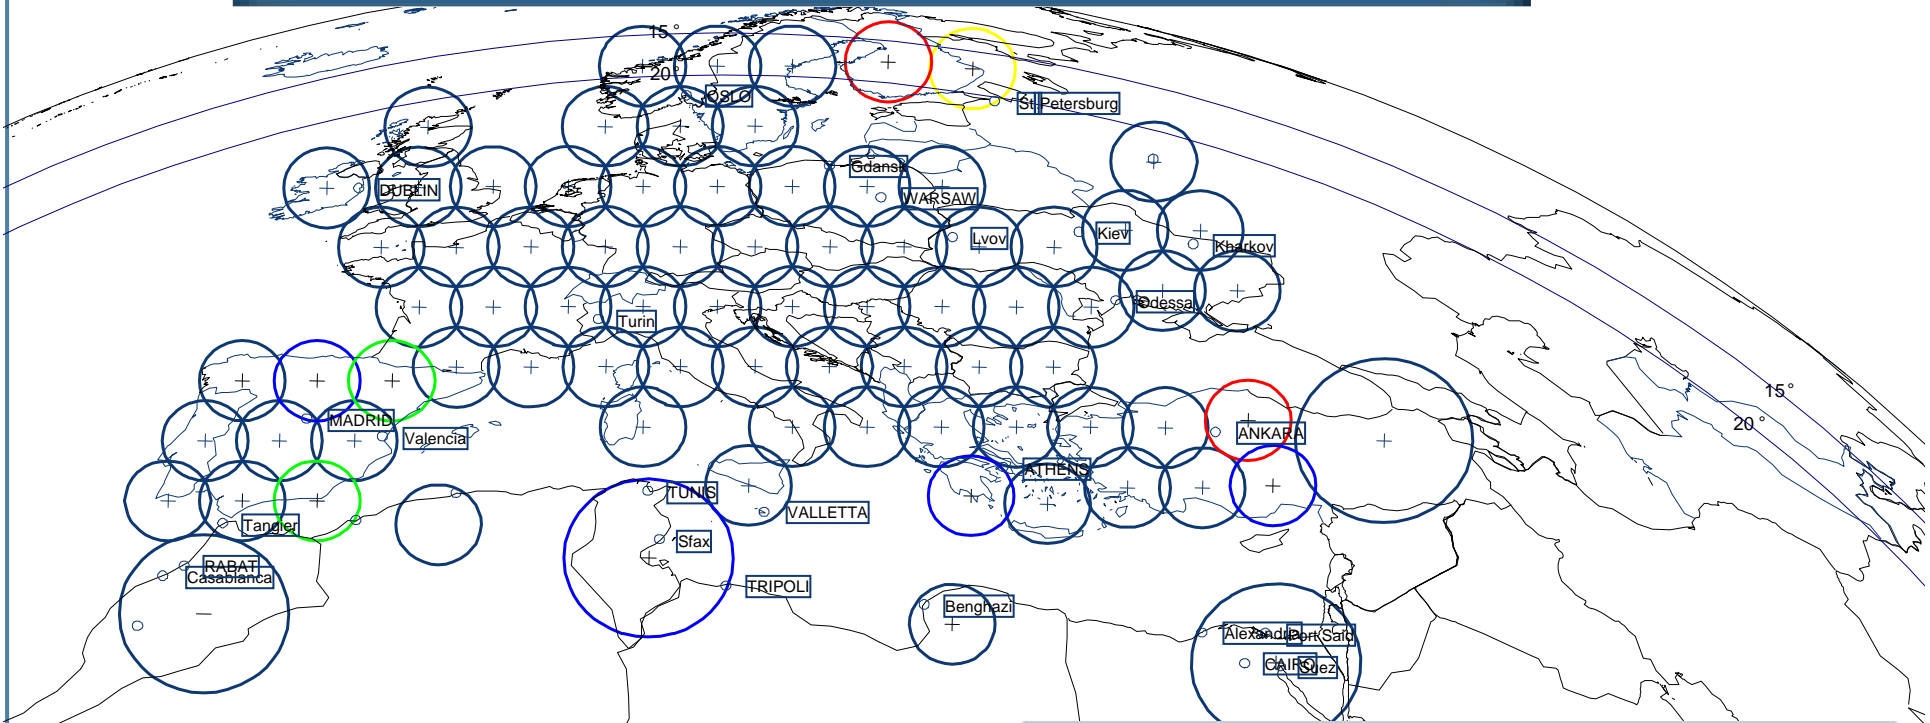 15°
20°
OSLO
St Petersburg
Gdansk
DUBLIN
WARSAW
Lvov
Kiev
Kharkov
Odessa
Turin
15°
20°
MADRID
Valencia
ANKARA
ATHENS
TUNIS
VALLETTA
Tangier
Sfax
RABAT
Casablanca
TRIPOLI
Benghazi
Alexandria
Port Said
CAIRO
Suez